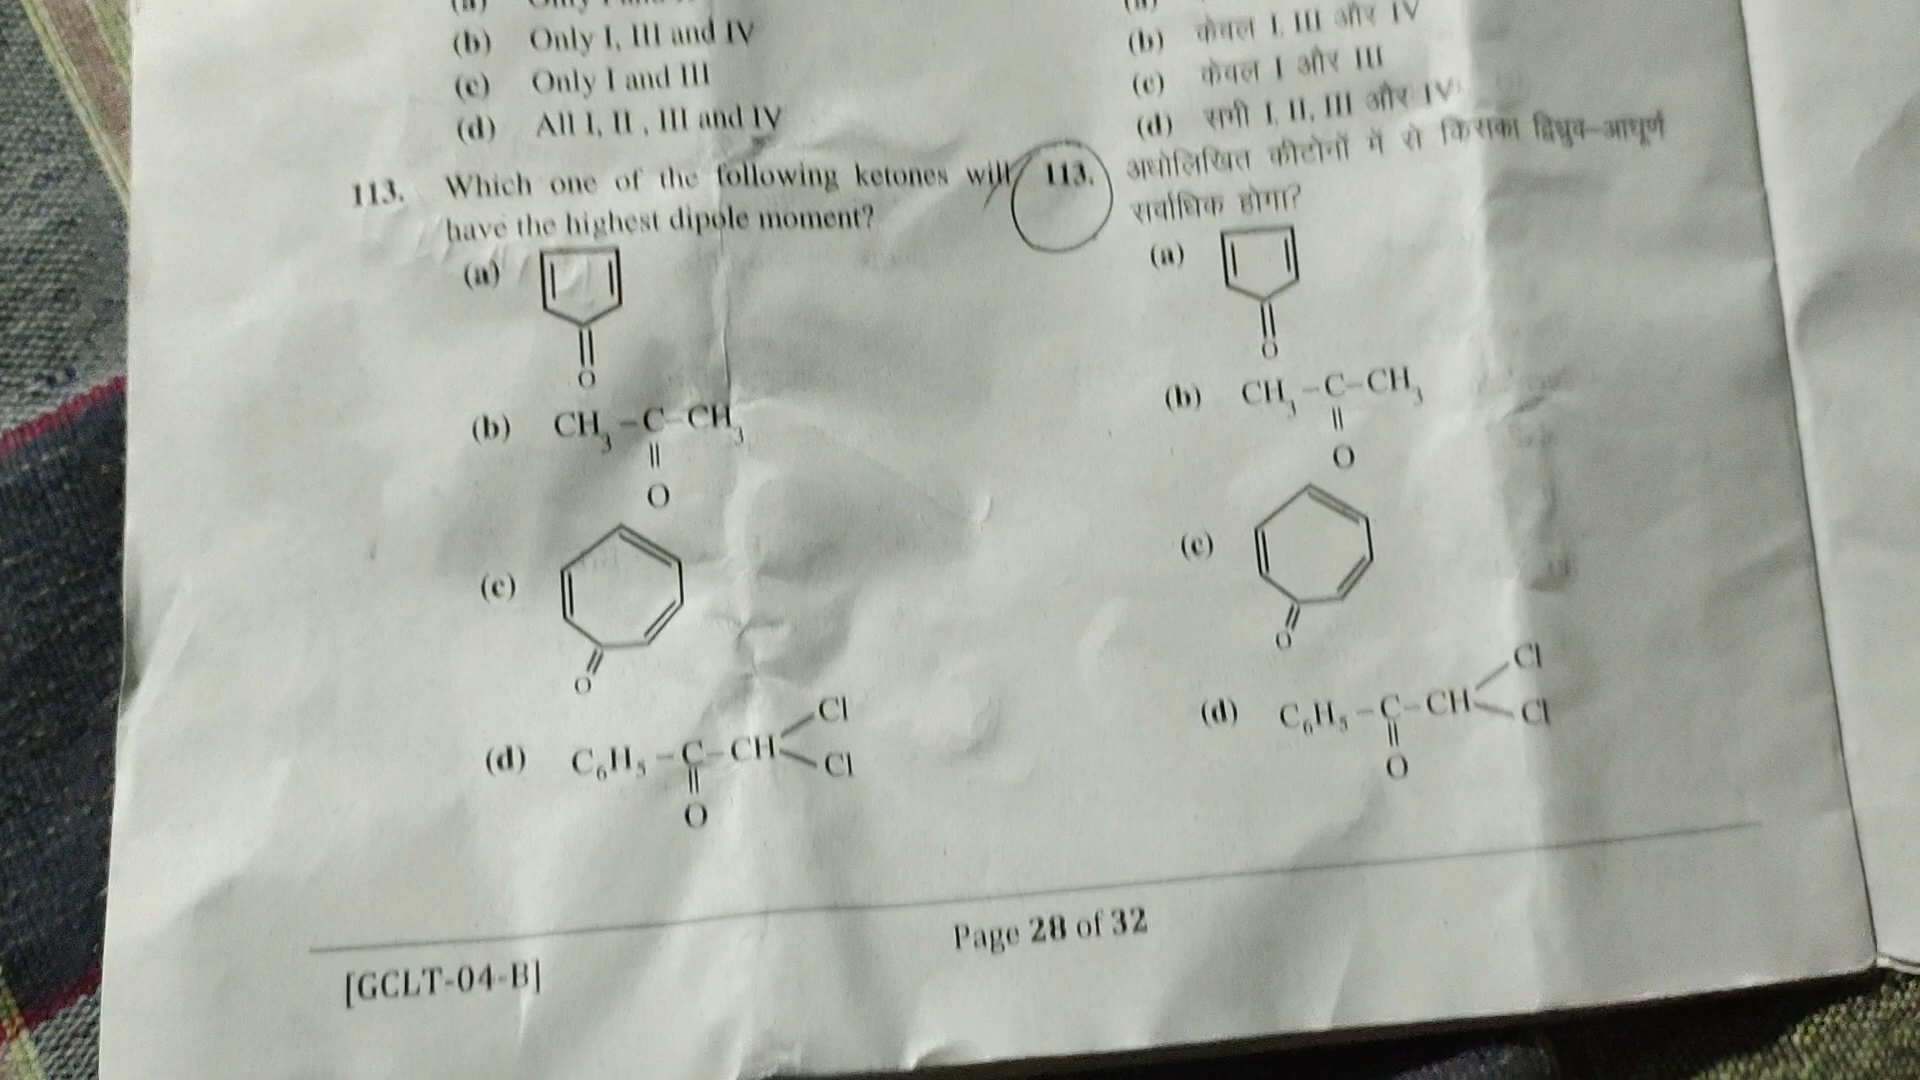 (b) Only I, III and IV
(c) Only I and III
(d) All I, II , III and IV
113. Which one of the following ketones will
have the highest dipole moment?
(a)
O
(b) CH3–C–CH3
O
(c)
O
(d) C6H5–C–CH
Cl
Cl
O
(b) केवल I, III और IV
(c) केवल I और III
(d) सभी I, II, III और IV
113. अधोलिखित कीटोनों में से किसका द्विध्रुव–आघूर्ण
सर्वाधिक होगा?
(a)
O
(b) CH3–C–CH3
O
(c)
O
(d) C6H5–C–CH
Cl
Cl
O
Page 28 of 32
[GCLT-04-B]